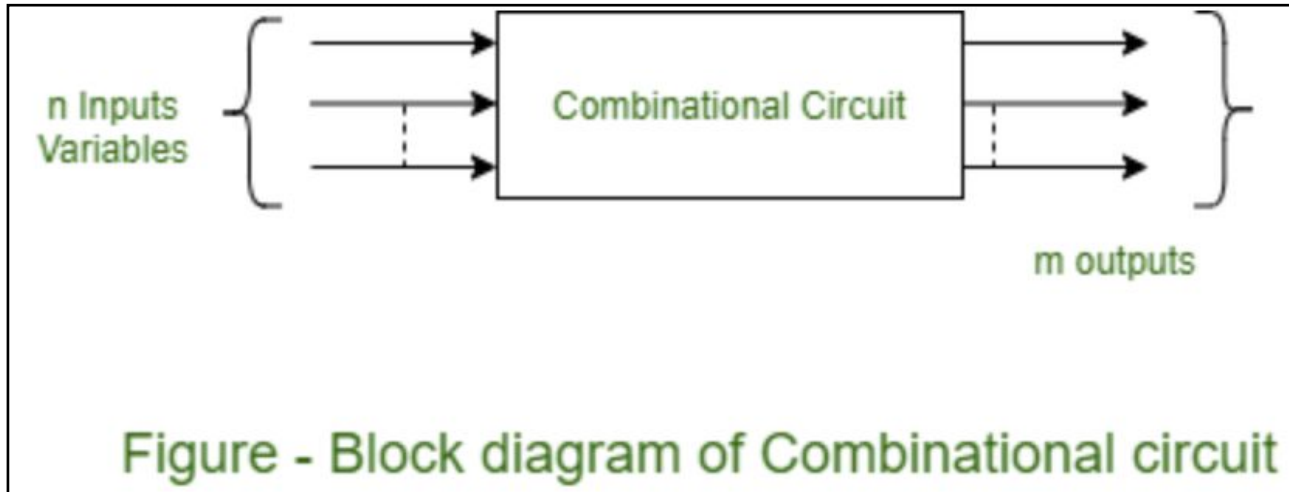 n Inputs
Variables
Combinational Circuit
m outputs
Figure - Block diagram of Combinational circuit